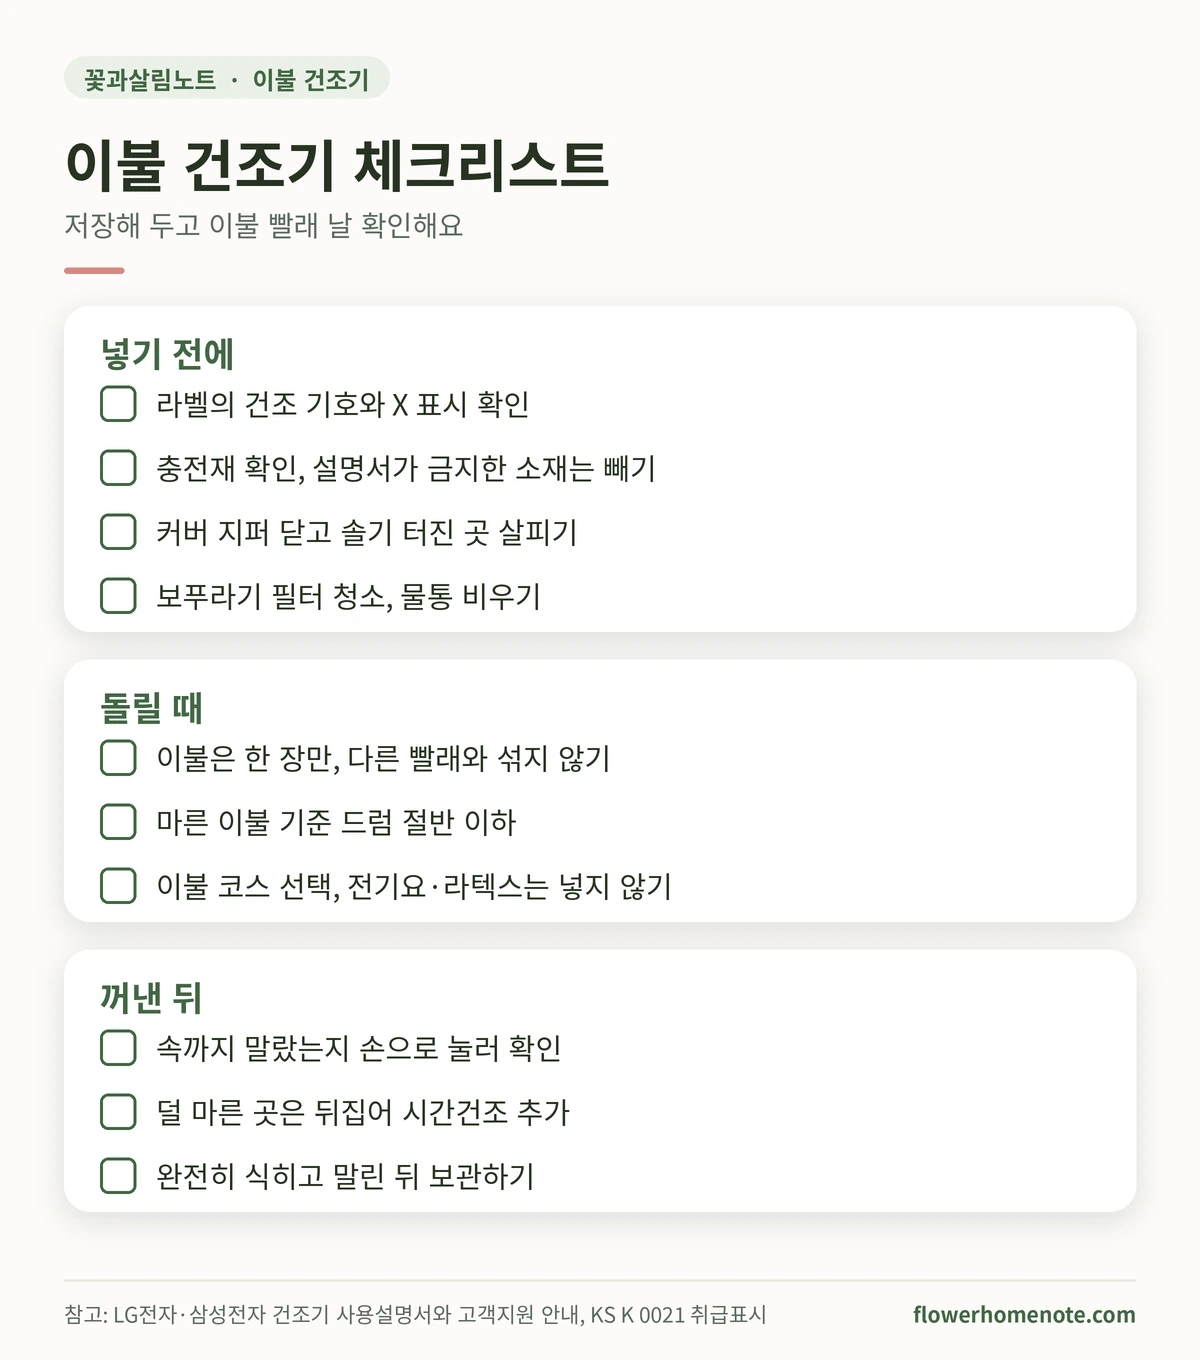 꽃과살림노트 · 이불 건조기
이불 건조기 체크리스트
저장해 두고 이불 빨래 날 확인해요
넣기 전에
라벨의 건조 기호와 X 표시 확인
충전재 확인, 설명서가 금지한 소재는 빼기
커버 지퍼 닫고 솔기 터진 곳 살피기
보푸라기 필터 청소, 물통 비우기
돌릴 때
이불은 한 장만, 다른 빨래와 섞지 않기
마른 이불 기준 드럼 절반 이하
이불 코스 선택, 전기요·라텍스는 넣지 않기
꺼낸 뒤
속까지 말랐는지 손으로 눌러 확인
덜 마른 곳은 뒤집어 시간건조 추가
완전히 식히고 말린 뒤 보관하기
참고: LG전자·삼성전자 건조기 사용설명서와 고객지원 안내, KS K 0021 취급표시
flowerhomenote.com